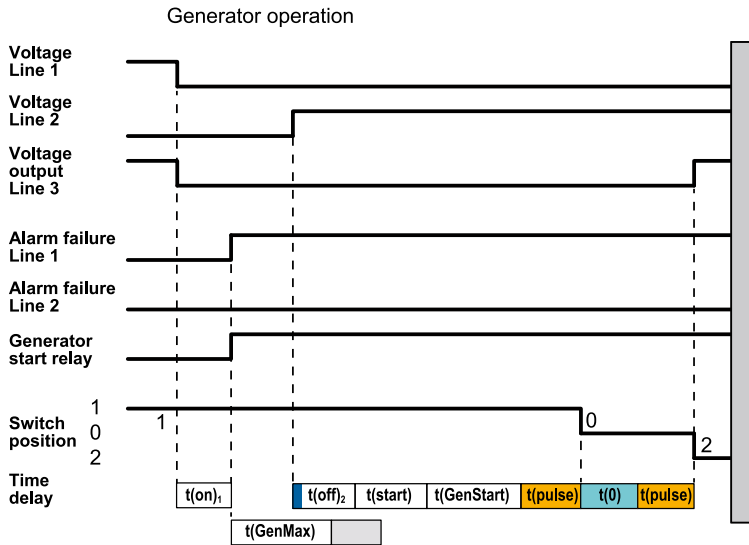 Generator operation
Voltage
Line 1
Voltage
Line 2
Voltage
output
Line 3
Alarm failure
Line 1
Alarm failure
Line 2
Generator
start relay
Switch
position
1
0
2
1
0
2
Time
delay
t(on)₁
t(off)₂
t(start)
t(GenStart)
t(pulse)
t(0)
t(pulse)
t(GenMax)